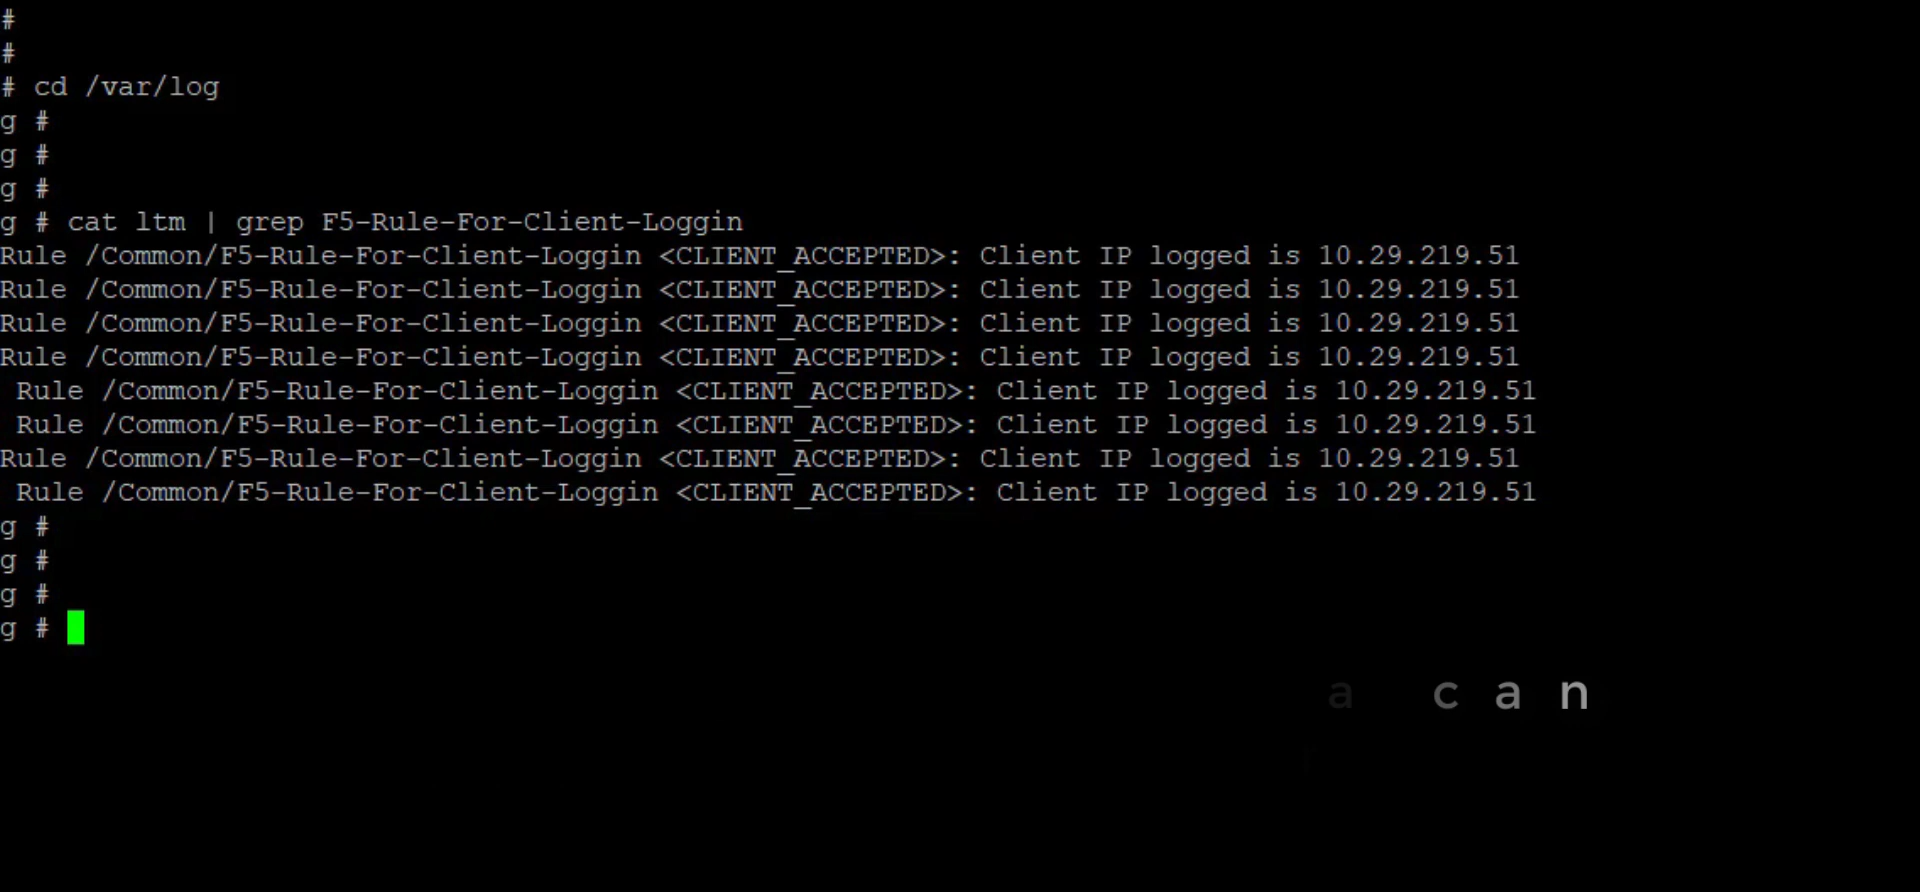 #
#
# cd /var/log
g #
g #
g #
g # cat ltm | grep F5-Rule-For-Client-Loggin
Rule /Common/F5-Rule-For-Client-Loggin <CLIENT_ACCEPTED>: Client IP logged is 10.29.219.51
Rule /Common/F5-Rule-For-Client-Loggin <CLIENT_ACCEPTED>: Client IP logged is 10.29.219.51
Rule /Common/F5-Rule-For-Client-Loggin <CLIENT_ACCEPTED>: Client IP logged is 10.29.219.51
Rule /Common/F5-Rule-For-Client-Loggin <CLIENT_ACCEPTED>: Client IP logged is 10.29.219.51
Rule /Common/F5-Rule-For-Client-Loggin <CLIENT_ACCEPTED>: Client IP logged is 10.29.219.51
Rule /Common/F5-Rule-For-Client-Loggin <CLIENT_ACCEPTED>: Client IP logged is 10.29.219.51
Rule /Common/F5-Rule-For-Client-Loggin <CLIENT_ACCEPTED>: Client IP logged is 10.29.219.51
Rule /Common/F5-Rule-For-Client-Loggin <CLIENT_ACCEPTED>: Client IP logged is 10.29.219.51
g #
g #
g #
g #
a can